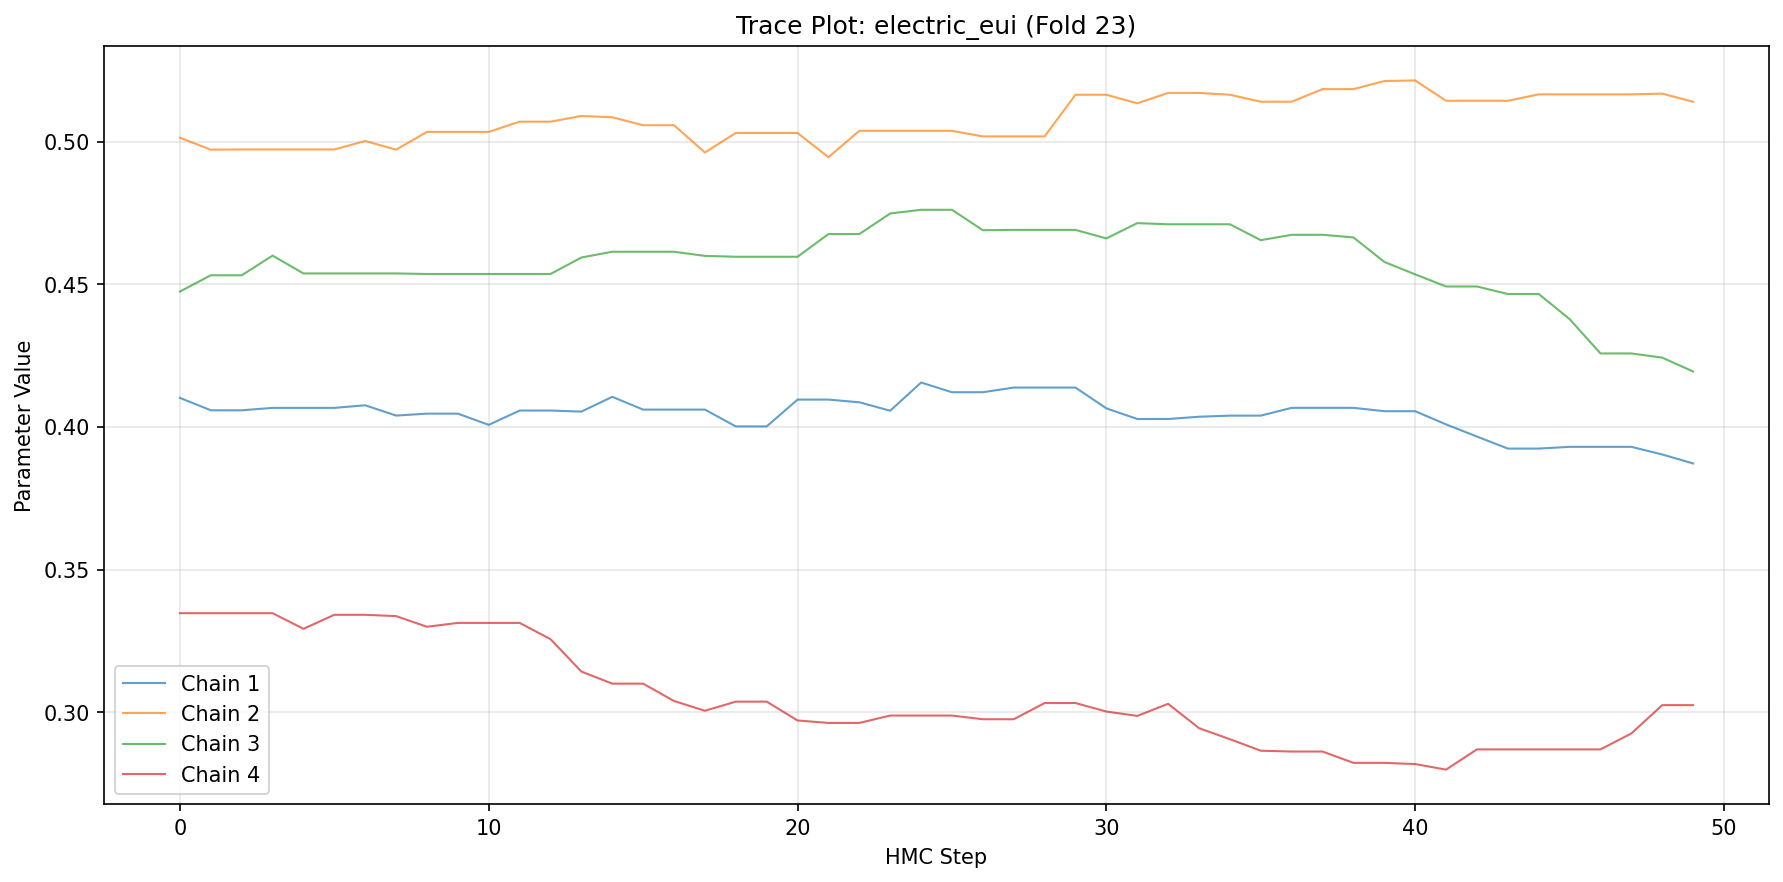 Trace Plot: electric_eui (Fold 23)
Parameter Value
0.50
0.45
0.40
0.35
0.30
Chain 1
Chain 2
Chain 3
Chain 4
0
10
20
30
40
50
HMC Step